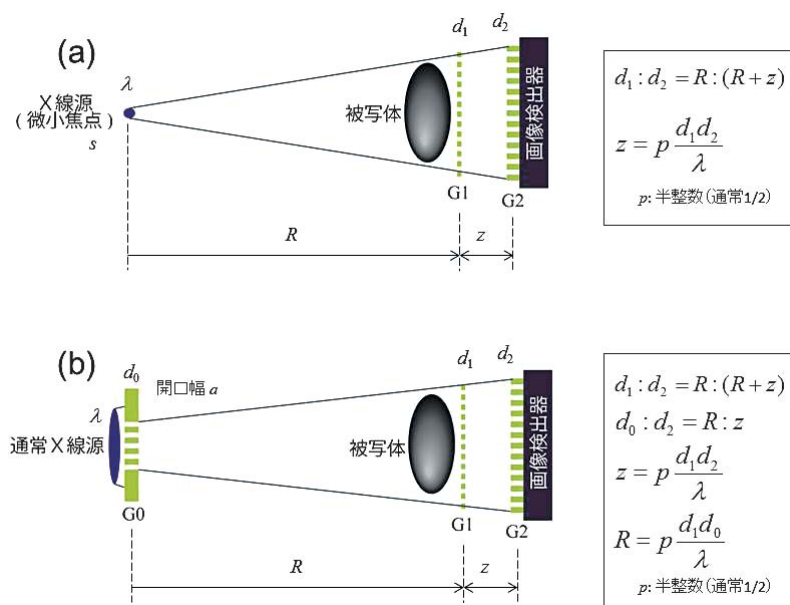 (a)
λ
X線源
(微小焦点)
s
被写体
d₁
d₂
画像検出器
G1
G2
R
z
d₁ : d₂ = R : (R + z)
z = p d₁d₂/λ
p: 半整数(通常1/2)
(b)
d₀
開口幅 a
λ
通常X線源
被写体
d₁
d₂
画像検出器
G0
G1
G2
R
z
d₁ : d₂ = R : (R + z)
d₀ : d₂ = R : z
z = p d₁d₂/λ
R = p d₁d₀/λ
p: 半整数(通常1/2)